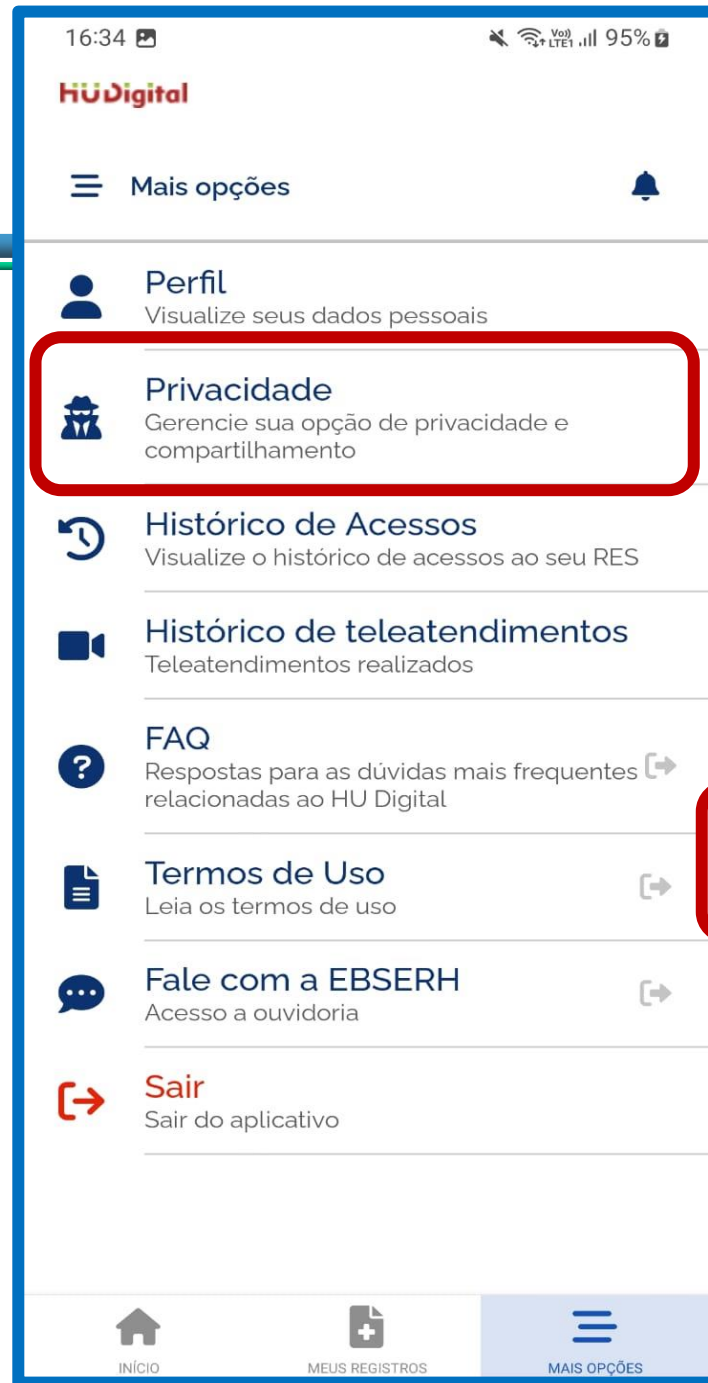 16:34
Vo)) LTE1 95%
HUDigital
Mais opções
Perfil
Visualize seus dados pessoais
Privacidade
Gerencie sua opção de privacidade e
compartilhamento
Histórico de Acessos
Visualize o histórico de acessos ao seu RES
Histórico de teleatendimentos
Teleatendimentos realizados
FAQ
Respostas para as dúvidas mais frequentes
relacionadas ao HU Digital
Termos de Uso
Leia os termos de uso
Fale com a EBSERH
Acesso a ouvidoria
Sair
Sair do aplicativo
INÍCIO MEUS REGISTROS MAIS OPÇÕES